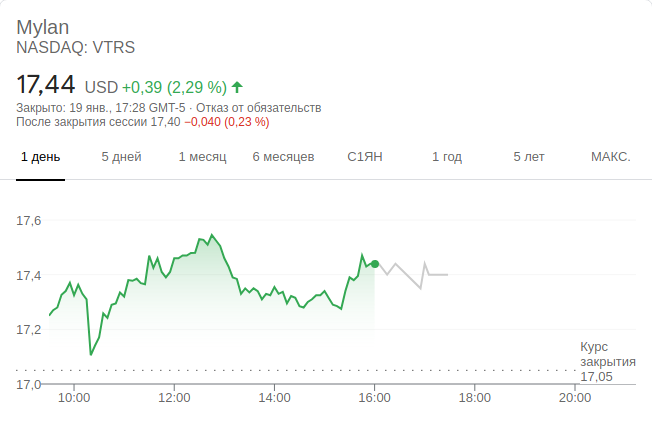 Mylan
NASDAQ: VTRS
17,44 USD +0,39 (2,29 %)
Закрыто: 19 янв., 17:28 GMT-5 · Отказ от обязательств
После закрытия сессии 17,40 −0,040 (0,23 %)
1 день 5 дней 1 месяц 6 месяцев С1ЯН 1 год 5 лет МАКС.
17,6
17,4
17,2
Курс
закрытия
17,05
17,0
10:00 12:00 14:00 16:00 18:00 20:00